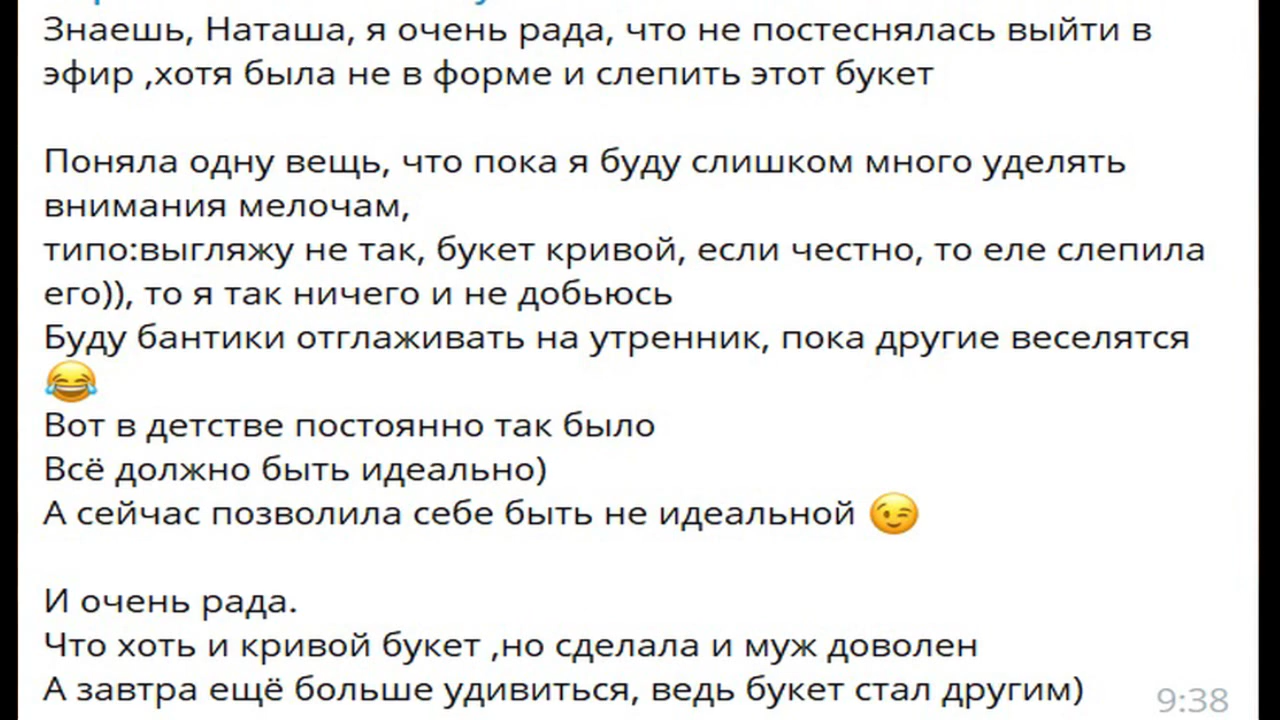 Знаешь, Наташа, я очень рада, что не постеснялась выйти в
эфир ,хотя была не в форме и слепить этот букет
Поняла одну вещь, что пока я буду слишком много уделять
внимания мелочам,
типо:выгляжу не так, букет кривой, если честно, то еле слепила
его)), то я так ничего и не добьюсь
Буду бантики отглаживать на утренник, пока другие веселятся
😂
Вот в детстве постоянно так было
Всё должно быть идеально)
А сейчас позволила себе быть не идеальной 😉
И очень рада.
Что хоть и кривой букет ,но сделала и муж доволен
А завтра ещё больше удивиться, ведь букет стал другим)
9:38